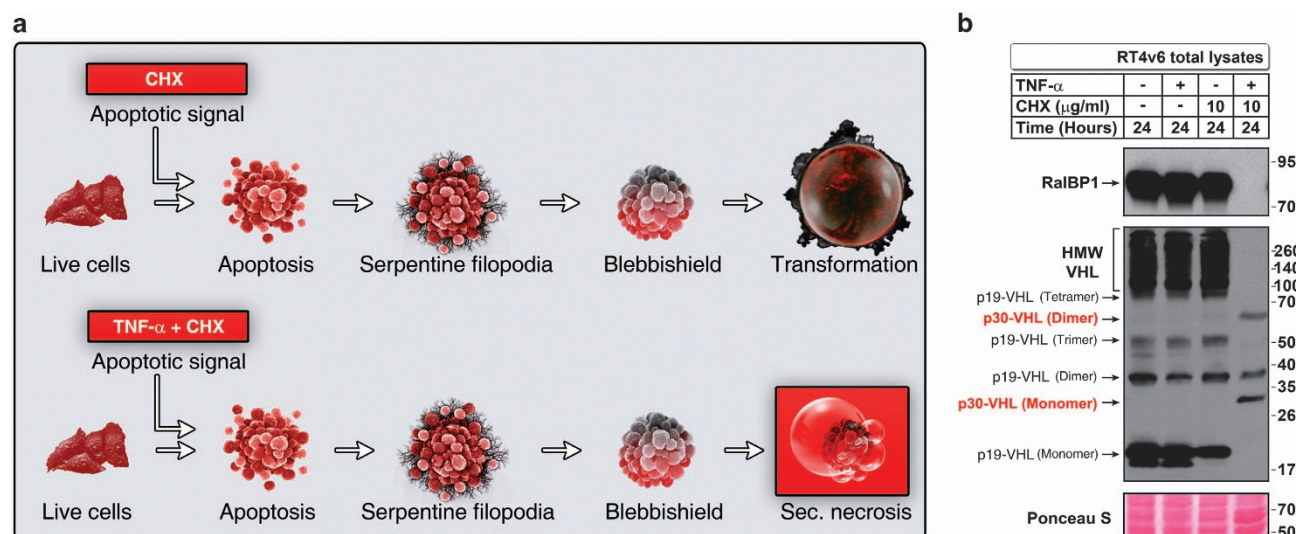 a
CHX
Apoptotic signal
Live cells
Apoptosis
Serpentine filopodia
Blebbishield
Transformation
TNF-α + CHX
Apoptotic signal
Live cells
Apoptosis
Serpentine filopodia
Blebbishield
Sec. necrosis
b
RT4v6 total lysates
TNF-α - + - +
CHX (μg/ml) - - 10 10
Time (Hours) 24 24 24 24
RalBP1
95
70
HMW
VHL
p19-VHL (Tetramer)
p30-VHL (Dimer)
p19-VHL (Trimer)
p19-VHL (Dimer)
p30-VHL (Monomer)
p19-VHL (Monomer)
260
140
100
70
50
40
35
26
17
Ponceau S
70
50